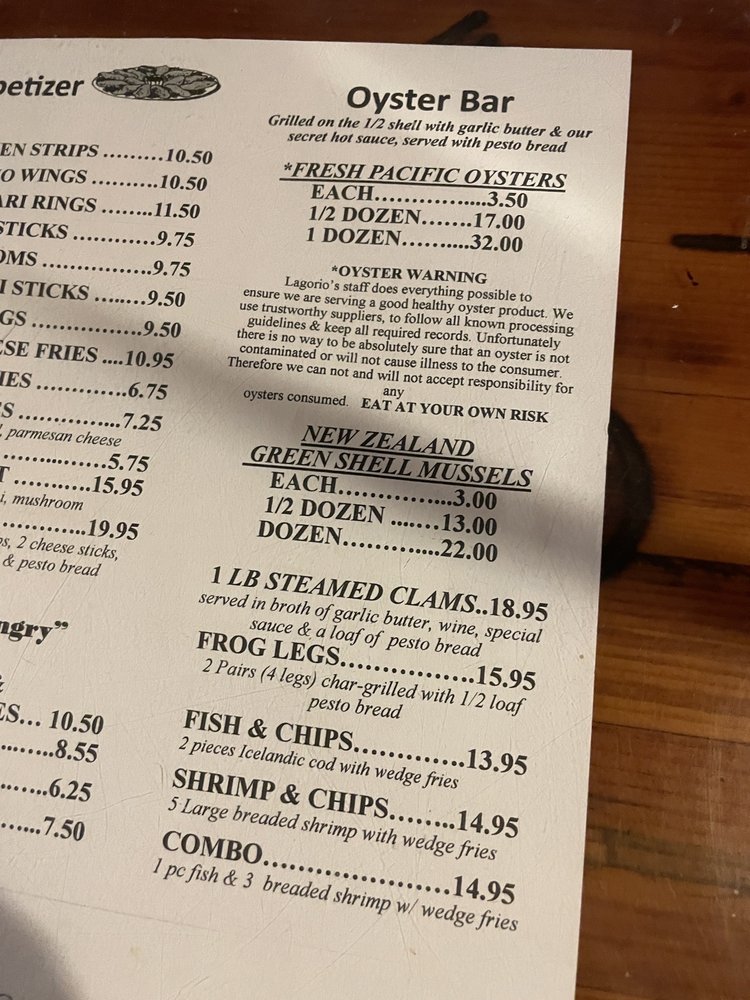 petizer
EN STRIPS .........10.50
O WINGS ..........10.50
ARI RINGS ........11.50
STICKS ............9.75
OMS ................9.75
I STICKS .........9.50
GS ................9.50
ESE FRIES ....10.95
IES .............6.75
S ...............7.25
, parmesan cheese
................5.75
T ............15.95
i, mushroom
............19.95
s, 2 cheese sticks,
& pesto bread
ngry”
&
ES... 10.50
........8.55
.......6.25
.......7.50
Oyster Bar
Grilled on the 1/2 shell with garlic butter & our
secret hot sauce, served with pesto bread
*FRESH PACIFIC OYSTERS
EACH.................3.50
1/2 DOZEN.......17.00
1 DOZEN..........32.00
*OYSTER WARNING
Lagorio's staff does everything possible to
ensure we are serving a good healthy oyster product. We
use trustworthy suppliers, to follow all known processing
guidelines & keep all required records. Unfortunately
there is no way to be absolutely sure that an oyster is not
contaminated or will not cause illness to the consumer.
Therefore we can not and will not accept responsibility for
any
oysters consumed. EAT AT YOUR OWN RISK
NEW ZEALAND
GREEN SHELL MUSSELS
EACH................3.00
1/2 DOZEN .......13.00
DOZEN.............22.00
1 LB STEAMED CLAMS..18.95
served in broth of garlic butter, wine, special
sauce & a loaf of pesto bread
FROG LEGS................15.95
2 Pairs (4 legs) char-grilled with 1/2 loaf
pesto bread
FISH & CHIPS.............13.95
2 pieces Icelandic cod with wedge fries
SHRIMP & CHIPS........14.95
5 Large breaded shrimp with wedge fries
COMBO......................14.95
1 pc fish & 3 breaded shrimp w/ wedge fries